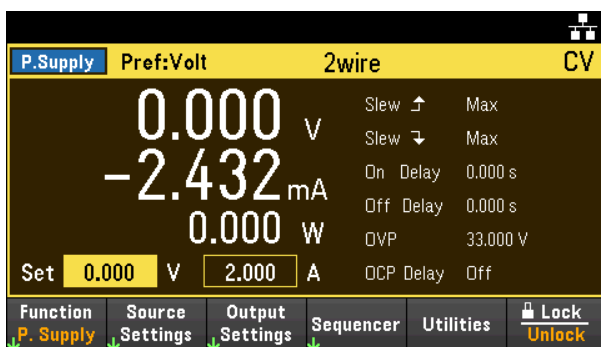 P.Supply Pref:Volt 2wire CV
0.000 V
-2.432 mA
0.000 W
Slew Max
Slew Max
On Delay 0.000 s
Off Delay 0.000 s
OVP 33.000 V
OCP Delay Off
Set 0.000 V 2.000 A
Function P. Supply
Source Settings
Output Settings
Sequencer
Utilities
Lock Unlock